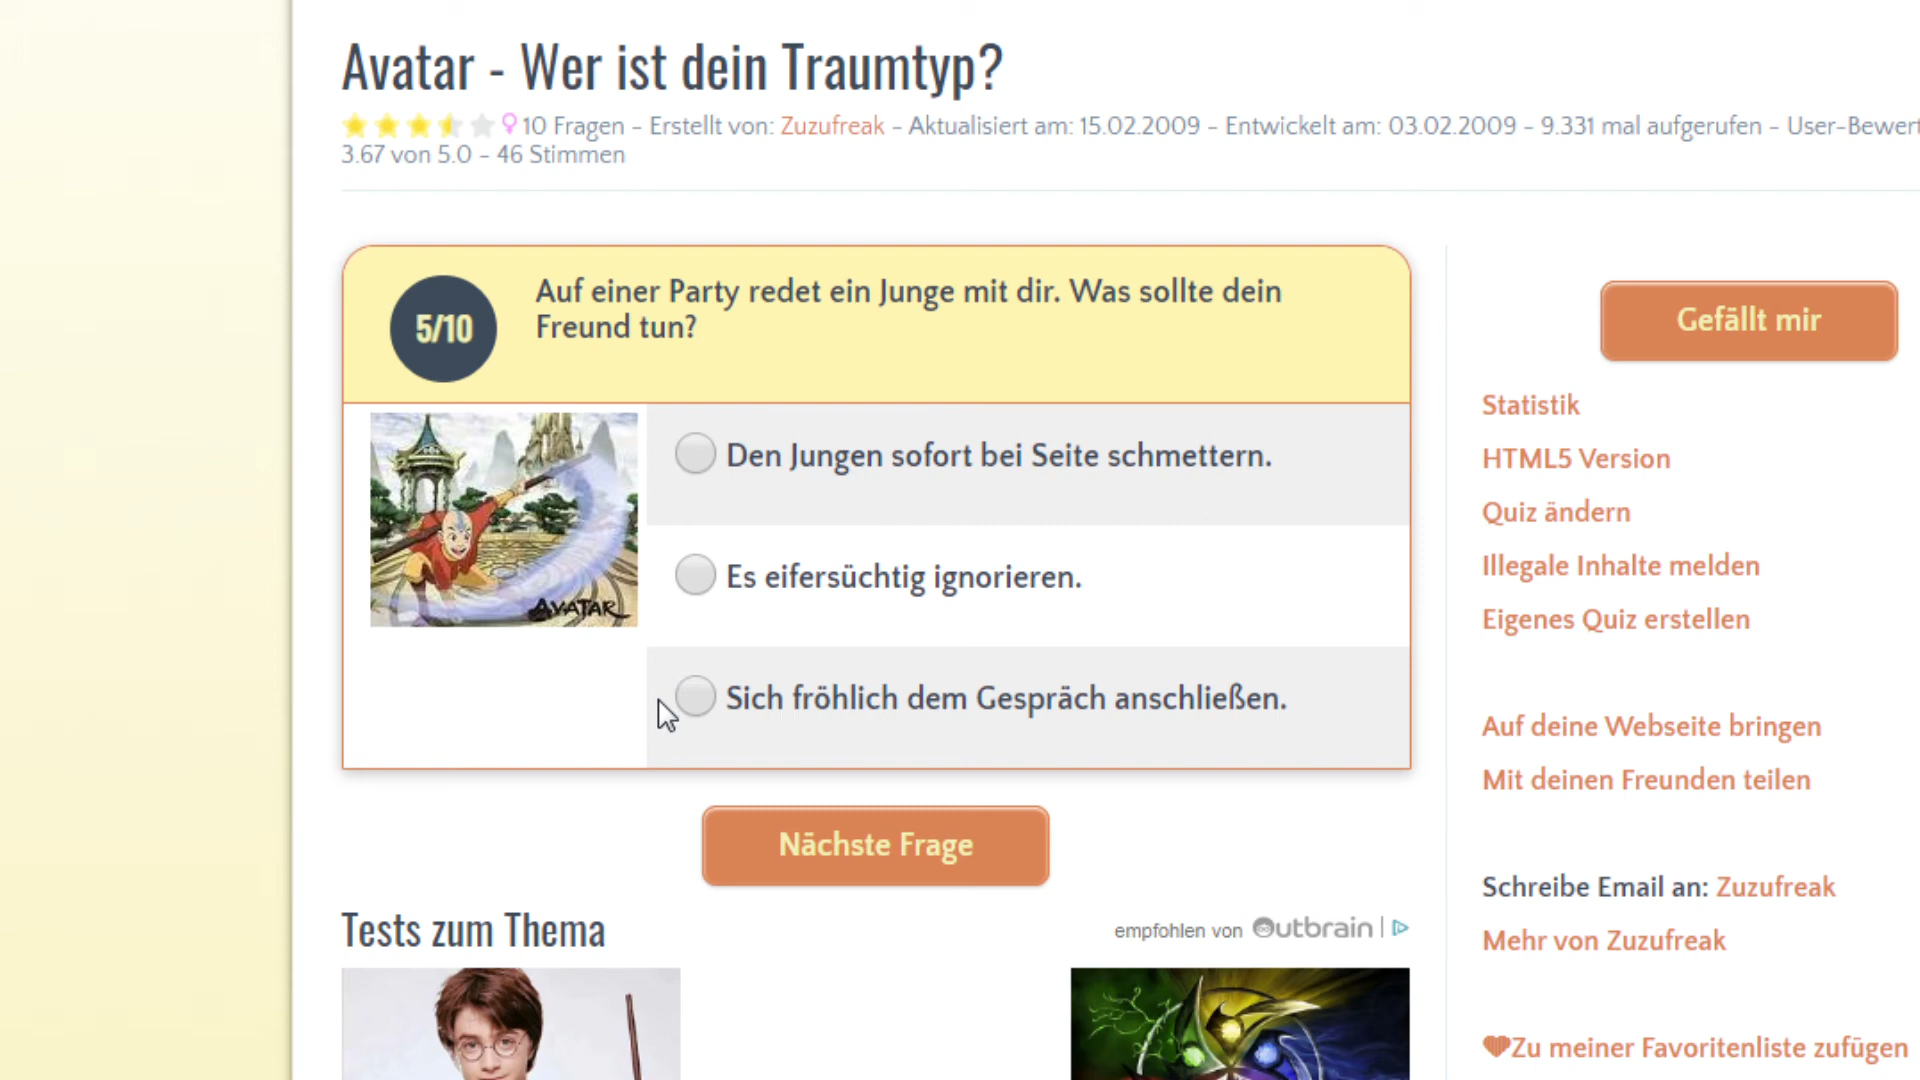 Avatar - Wer ist dein Traumtyp?
10 Fragen - Erstellt von: Zuzufreak - Aktualisiert am: 15.02.2009 - Entwickelt am: 03.02.2009 - 9.331 mal aufgerufen - User-Bewert
3.67 von 5.0 - 46 Stimmen
5/10
Auf einer Party redet ein Junge mit dir. Was sollte dein
Freund tun?
Den Jungen sofort bei Seite schmettern.
Es eifersüchtig ignorieren.
Sich fröhlich dem Gespräch anschließen.
AVATAR
Nächste Frage
Tests zum Thema
empfohlen von Outbrain
Gefällt mir
Statistik
HTML5 Version
Quiz ändern
Illegale Inhalte melden
Eigenes Quiz erstellen
Auf deine Webseite bringen
Mit deinen Freunden teilen
Schreibe Email an: Zuzufreak
Mehr von Zuzufreak
Zu meiner Favoritenliste zufügen